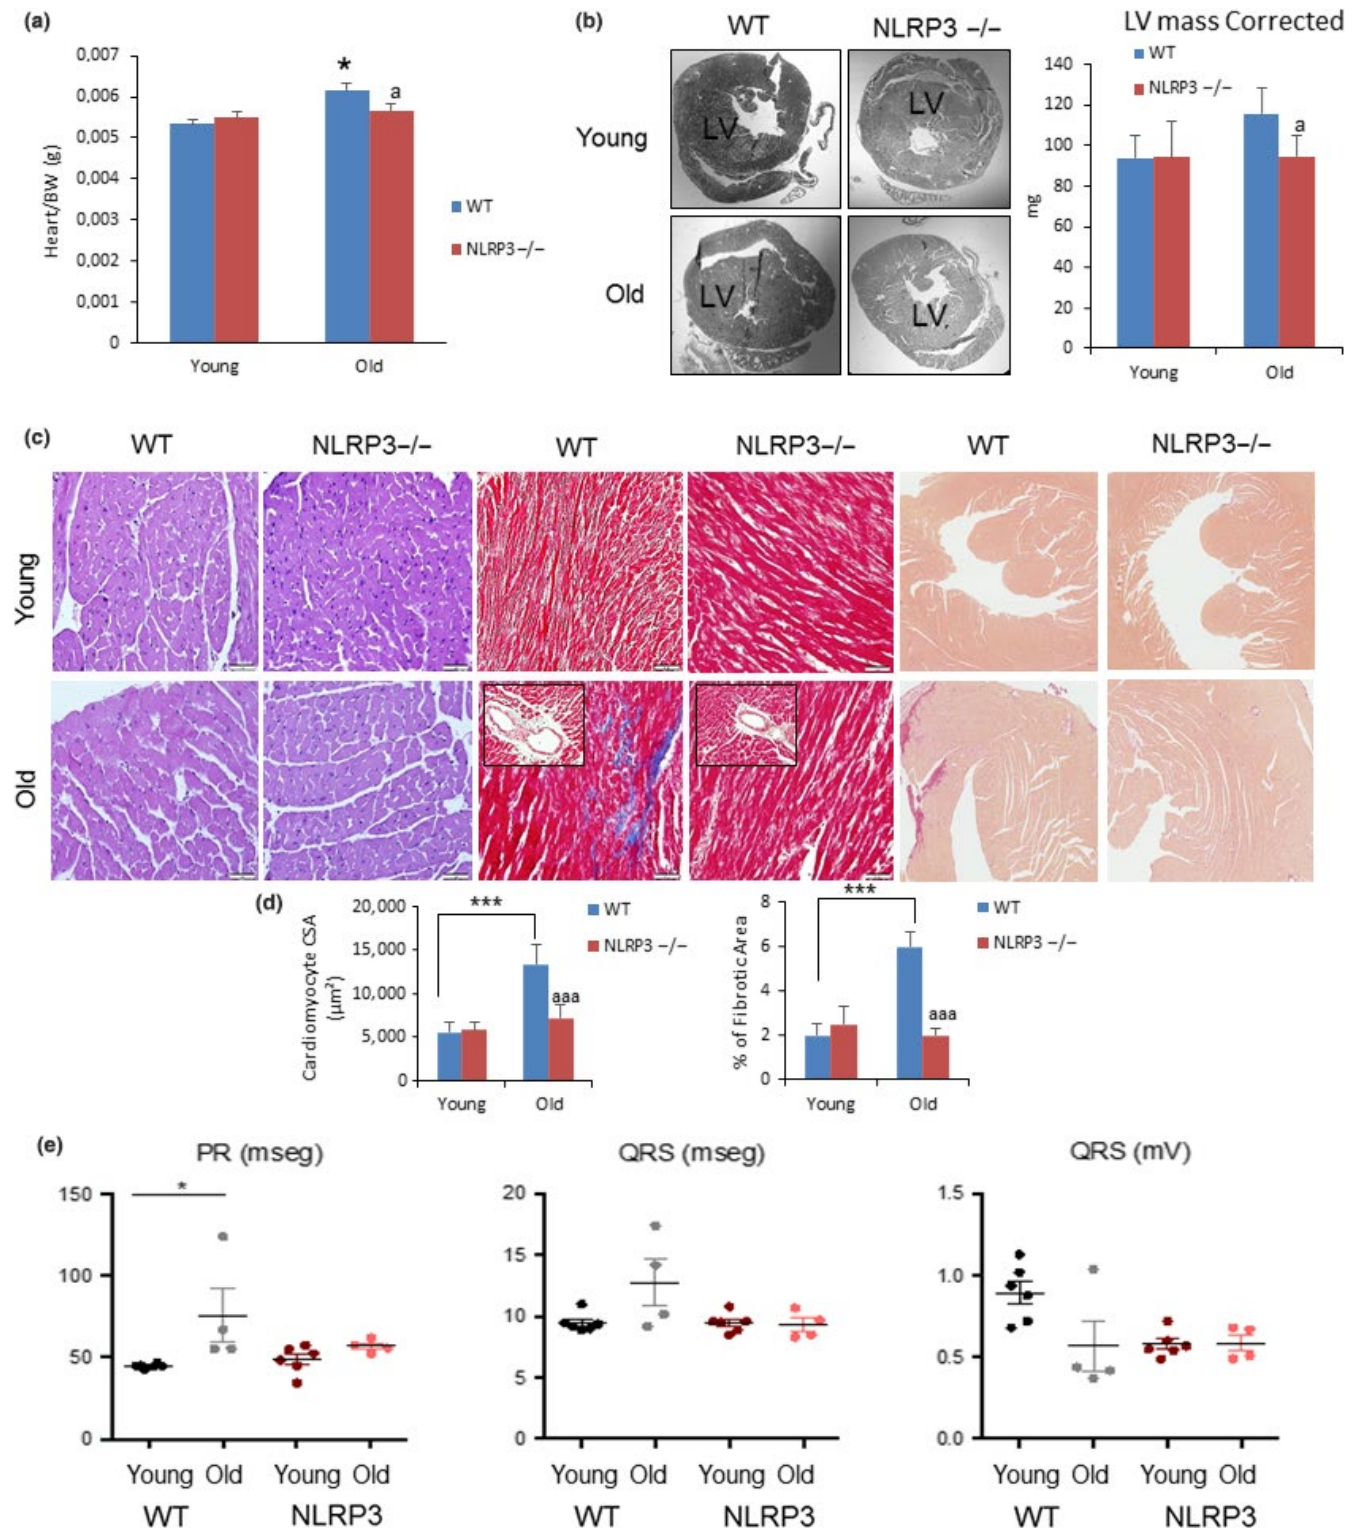 (a)
0,007
0,006
0,005
0,004
0,003
0,002
0,001
0
Heart/BW (g)
*
a
Young
Old
WT
NLRP3 −/−
(b)
WT
NLRP3 −/−
Young
Old
LV
LV
LV
LV
LV mass Corrected
WT
NLRP3 −/−
140
120
100
80
60
40
20
0
mg
a
Young
Old
(c)
WT
NLRP3−/−
WT
NLRP3−/−
WT
NLRP3−/−
Young
Old
(d)
Cardiomyocyte CSA
(µm²)
20,000
15,000
10,000
5,000
0
***
aaa
Young
Old
WT
NLRP3 −/−
% of Fibrotic Area
8
6
4
2
0
***
aaa
Young
Old
WT
NLRP3 −/−
(e)
PR (mseg)
150
100
50
0
*
Young Old Young Old
WT NLRP3
QRS (mseg)
20
15
10
5
0
Young Old Young Old
WT NLRP3
QRS (mV)
1.5
1.0
0.5
0.0
Young Old Young Old
WT NLRP3